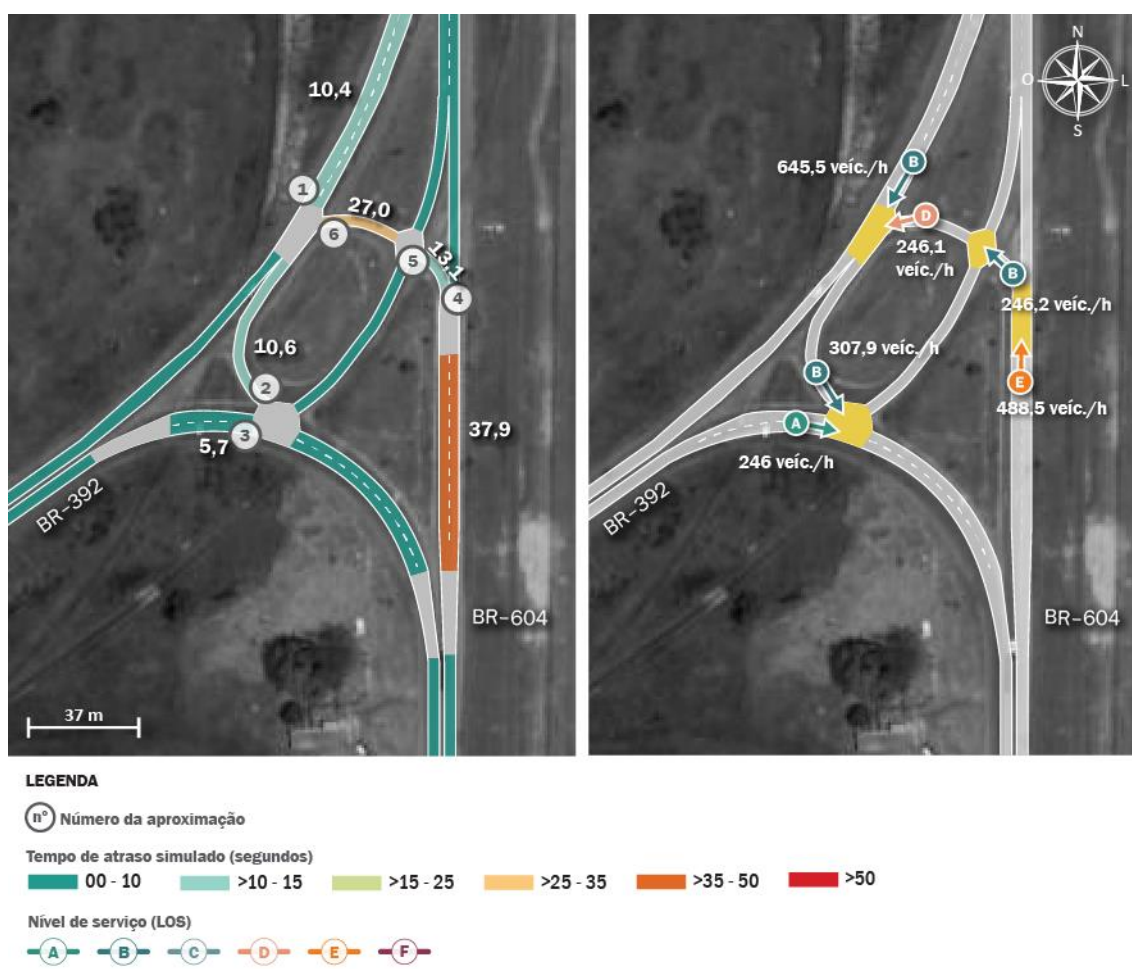 10,4
1
27,0
6
5
13,1
4
10,6
2
37,9
3
5,7
BR-392
BR-604
37 m
N
O
L
S
645,5 veíc./h
B
D
246,1
veíc./h
B
246,2 veíc./h
307,9 veíc./h
B
E
488,5 veíc./h
A
246 veíc./h
BR-392
BR-604
LEGENDA
nº Número da aproximação
Tempo de atraso simulado (segundos)
00 - 10 >10 - 15 >15 - 25 >25 - 35 >35 - 50 >50
Nível de serviço (LOS)
A B C D E F